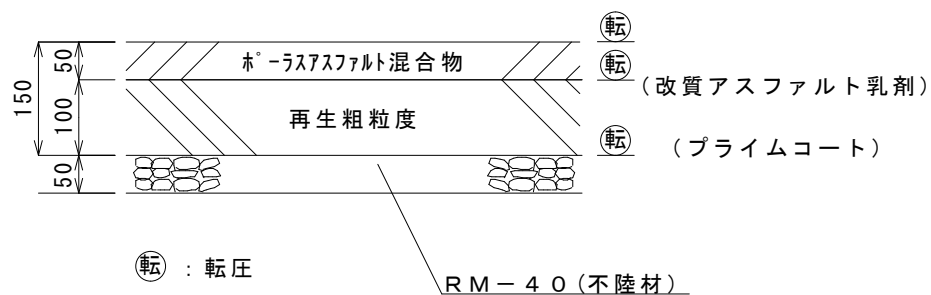 転
50
ﾎﾟｰﾗｽｱｽﾌｧﾙﾄ混合物
転
(改質アスファルト乳剤)
150
100
再生粗粒度
転
(プライムコート)
50
転 : 転圧
RM-40(不陸材)